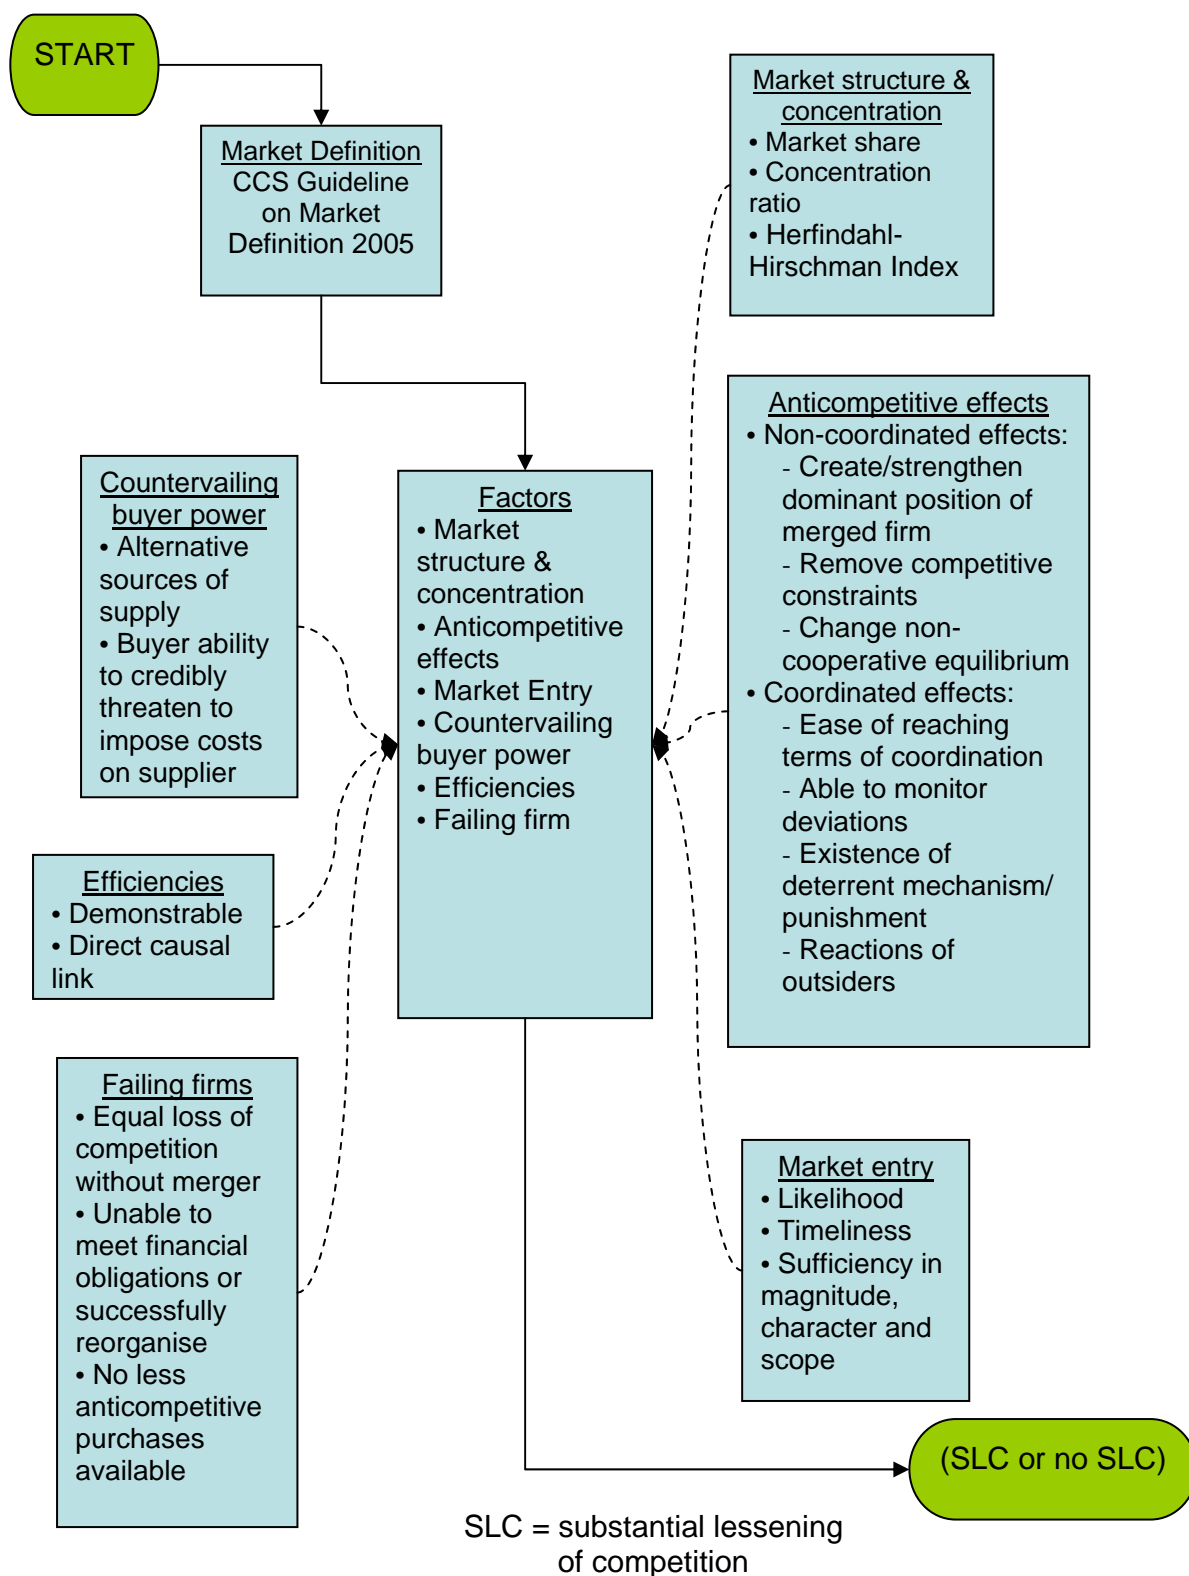 START
Market Definition
CCS Guideline
on Market
Definition 2005
Market structure &
concentration
• Market share
• Concentration
ratio
• Herfindahl-
Hirschman Index
Countervailing
buyer power
• Alternative
sources of
supply
• Buyer ability
to credibly
threaten to
impose costs
on supplier
Factors
• Market
structure &
concentration
• Anticompetitive
effects
• Market Entry
• Countervailing
buyer power
• Efficiencies
• Failing firm
Anticompetitive effects
• Non-coordinated effects:
- Create/strengthen
dominant position of
merged firm
- Remove competitive
constraints
- Change non-
cooperative equilibrium
• Coordinated effects:
- Ease of reaching
terms of coordination
- Able to monitor
deviations
- Existence of
deterrent mechanism/
punishment
- Reactions of
outsiders
Efficiencies
• Demonstrable
• Direct causal
link
Failing firms
• Equal loss of
competition
without merger
• Unable to
meet financial
obligations or
successfully
reorganise
• No less
anticompetitive
purchases
available
Market entry
• Likelihood
• Timeliness
• Sufficiency in
magnitude,
character and
scope
(SLC or no SLC)
SLC = substantial lessening
of competition